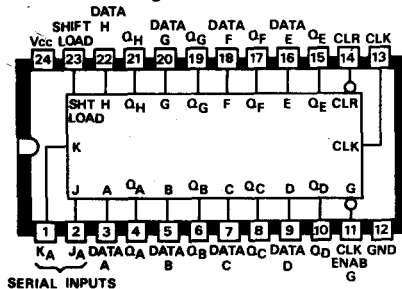 DATA DATA DATA DATA
SHIFT H QH G QG F QF E QE CLR CLK
Vcc LOAD
24 23 22 21 20 19 18 17 16 15 14 13
SHT H QH G QG F QF E QE CLR
LOAD
K CLK
J A QA B QB C QC D QD G
1 2 3 4 5 6 7 8 9 10 11 12
KA JA DATA QA DATA QB DATA QC DATA QD CLK GND
A B C D ENAB
G
SERIAL INPUTS